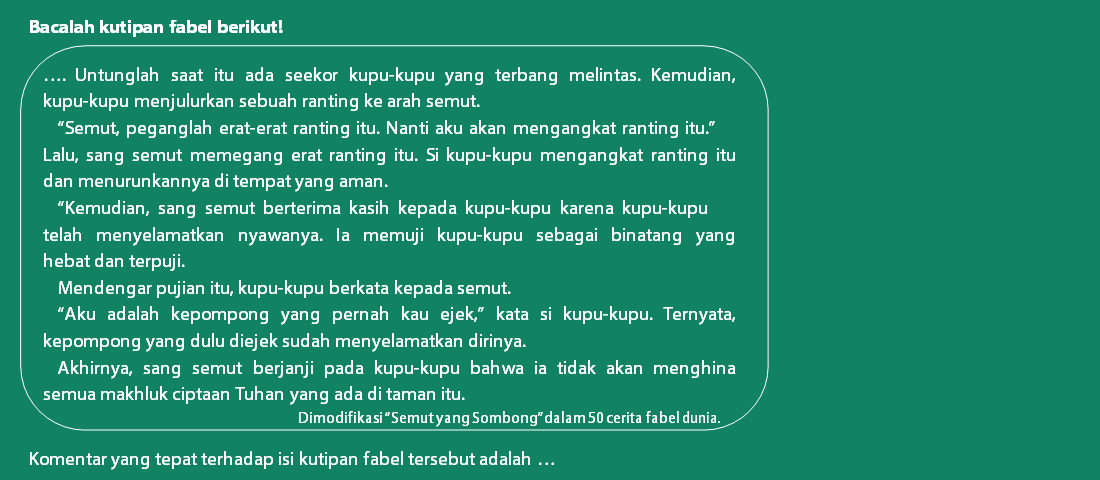 Bacalah kutipan fabel berikut!
.... Untunglah saat itu ada seekor kupu-kupu yang terbang melintas. Kemudian,
kupu-kupu menjulurkan sebuah ranting ke arah semut.
“Semut, peganglah erat-erat ranting itu. Nanti aku akan mengangkat ranting itu.”
Lalu, sang semut memegang erat ranting itu. Si kupu-kupu mengangkat ranting itu
dan menurunkannya di tempat yang aman.
“Kemudian, sang semut berterima kasih kepada kupu-kupu karena kupu-kupu
telah menyelamatkan nyawanya. Ia memuji kupu-kupu sebagai binatang yang
hebat dan terpuji.
Mendengar pujian itu, kupu-kupu berkata kepada semut.
“Aku adalah kepompong yang pernah kau ejek,” kata si kupu-kupu. Ternyata,
kepompong yang dulu diejek sudah menyelamatkan dirinya.
Akhirnya, sang semut berjanji pada kupu-kupu bahwa ia tidak akan menghina
semua makhluk ciptaan Tuhan yang ada di taman itu.
Dimodifikasi “Semut yang Sombong” dalam 50 cerita fabel dunia.
Komentar yang tepat terhadap isi kutipan fabel tersebut adalah ...